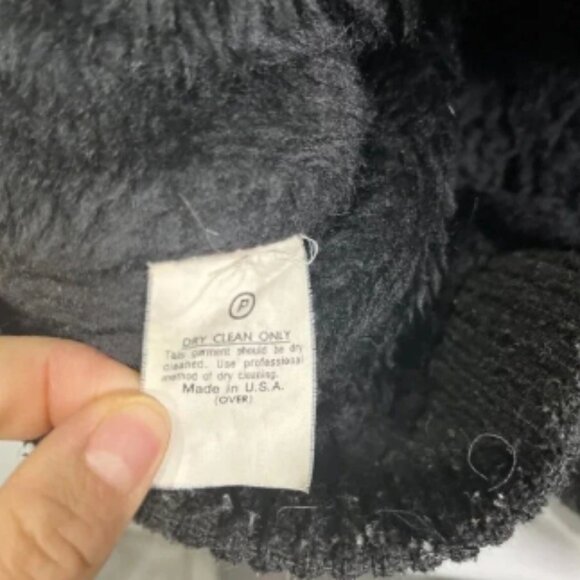 P
DRY CLEAN ONLY
This garment should be dry
cleaned. Use professional
method of dry cleaning.
Made in U.S.A.
(OVER)